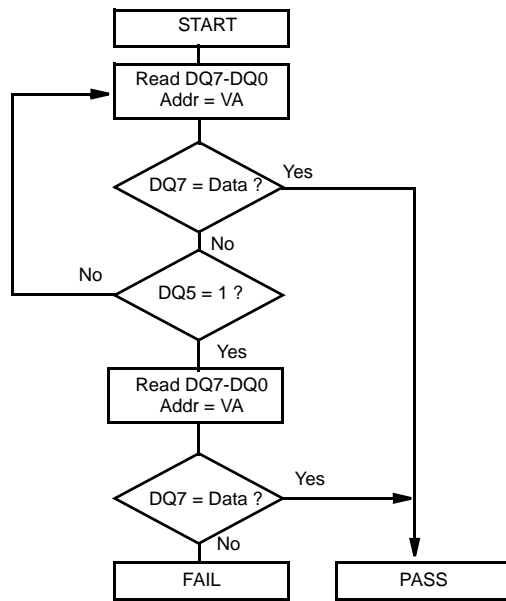 START
Read DQ7-DQ0
Addr = VA
DQ7 = Data ?
Yes
No
DQ5 = 1 ?
No
Yes
Read DQ7-DQ0
Addr = VA
DQ7 = Data ?
Yes
No
FAIL
PASS